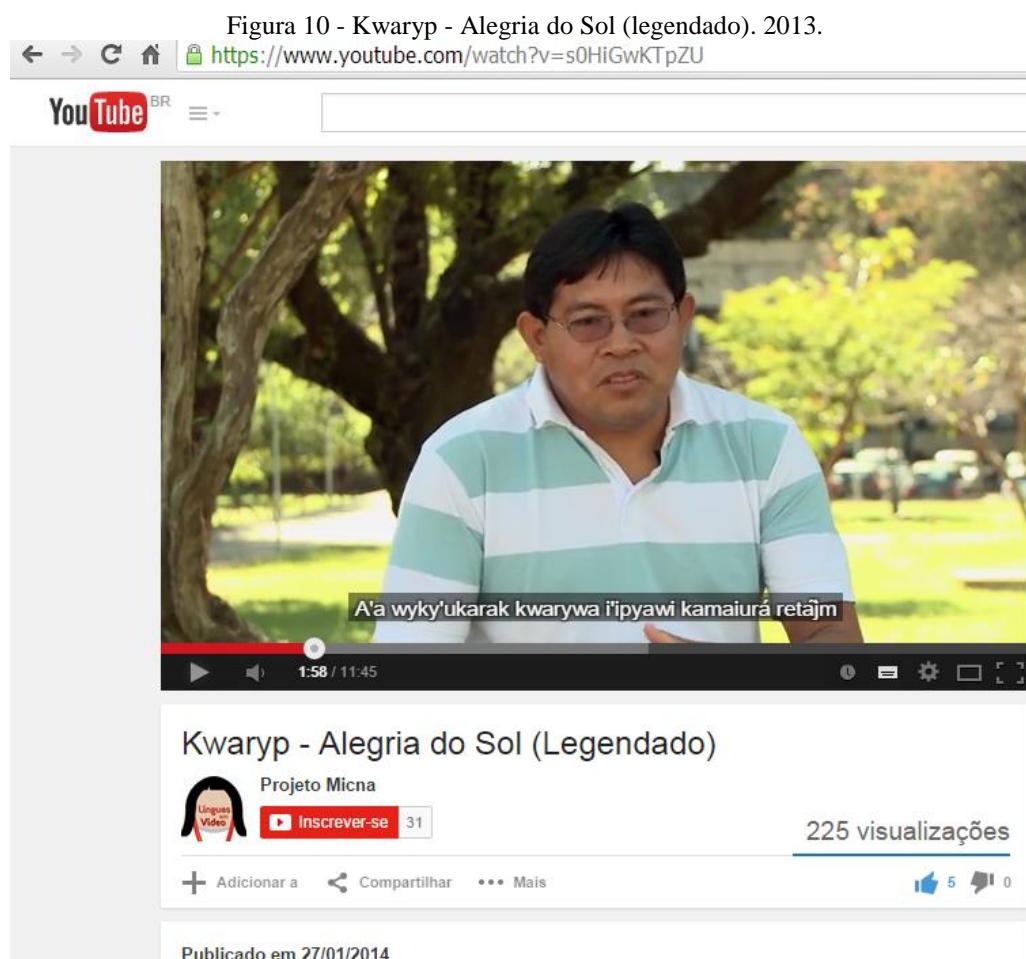 Figura 10 - Kwaryp - Alegria do Sol (legendado). 2013.
https://www.youtube.com/watch?v=s0HiGwKTpZU
YouTube BR
A'a wyky'ukarak kwarywa i'ipyawi kamaiurá retãjm
1:58 / 11:45
Kwaryp - Alegria do Sol (Legendado)
Projeto Micna
Línguas em Vídeo
Inscrever-se 31
225 visualizações
Adicionar a Compartilhar Mais 5 0
Publicado em 27/01/2014